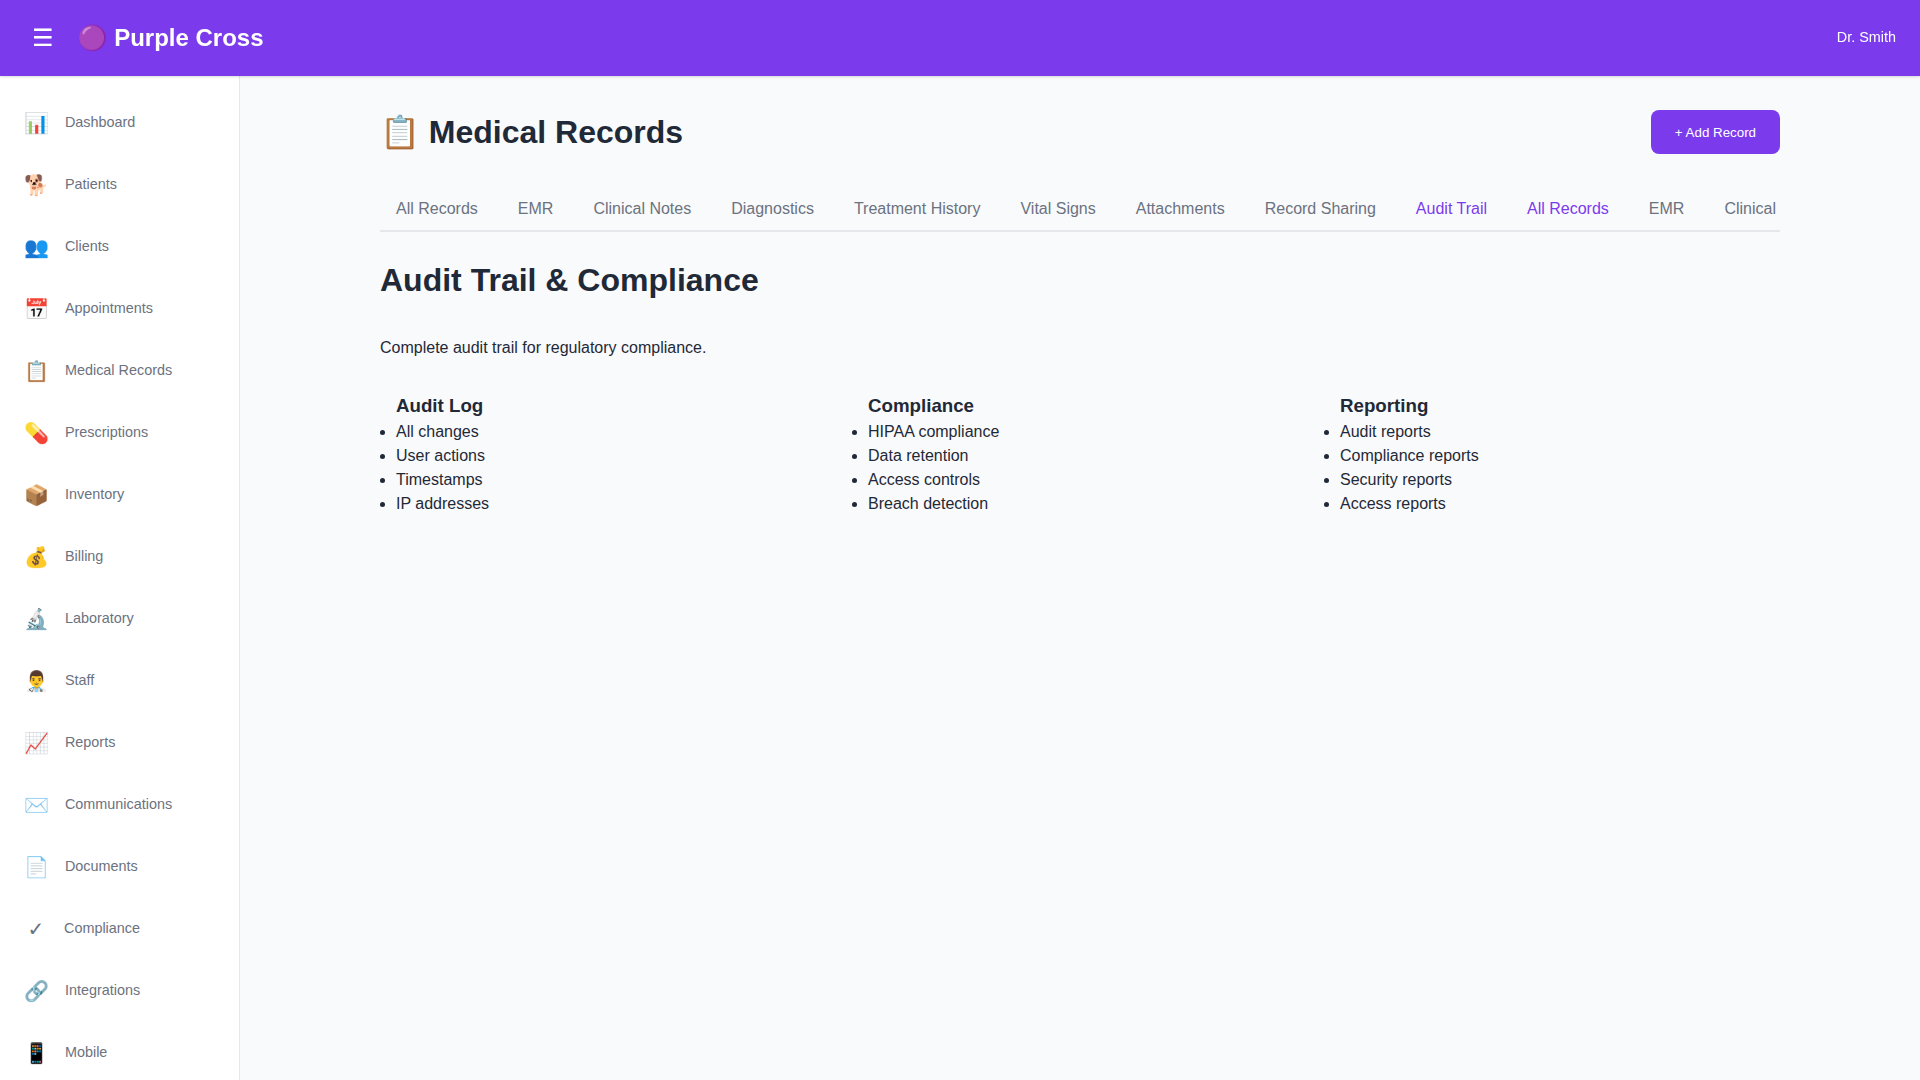 ☰ 🟣 Purple Cross
Dr. Smith
📊 Dashboard
🐕 Patients
👥 Clients
📅 Appointments
📋 Medical Records
💊 Prescriptions
📦 Inventory
💰 Billing
🔬 Laboratory
👨‍⚕️ Staff
📈 Reports
✉️ Communications
📄 Documents
✓ Compliance
🔗 Integrations
📱 Mobile
📋 Medical Records
+ Add Record
All Records EMR Clinical Notes Diagnostics Treatment History Vital Signs Attachments Record Sharing Audit Trail All Records EMR Clinical
Audit Trail & Compliance
Complete audit trail for regulatory compliance.
Audit Log
• All changes
• User actions
• Timestamps
• IP addresses
Compliance
• HIPAA compliance
• Data retention
• Access controls
• Breach detection
Reporting
• Audit reports
• Compliance reports
• Security reports
• Access reports